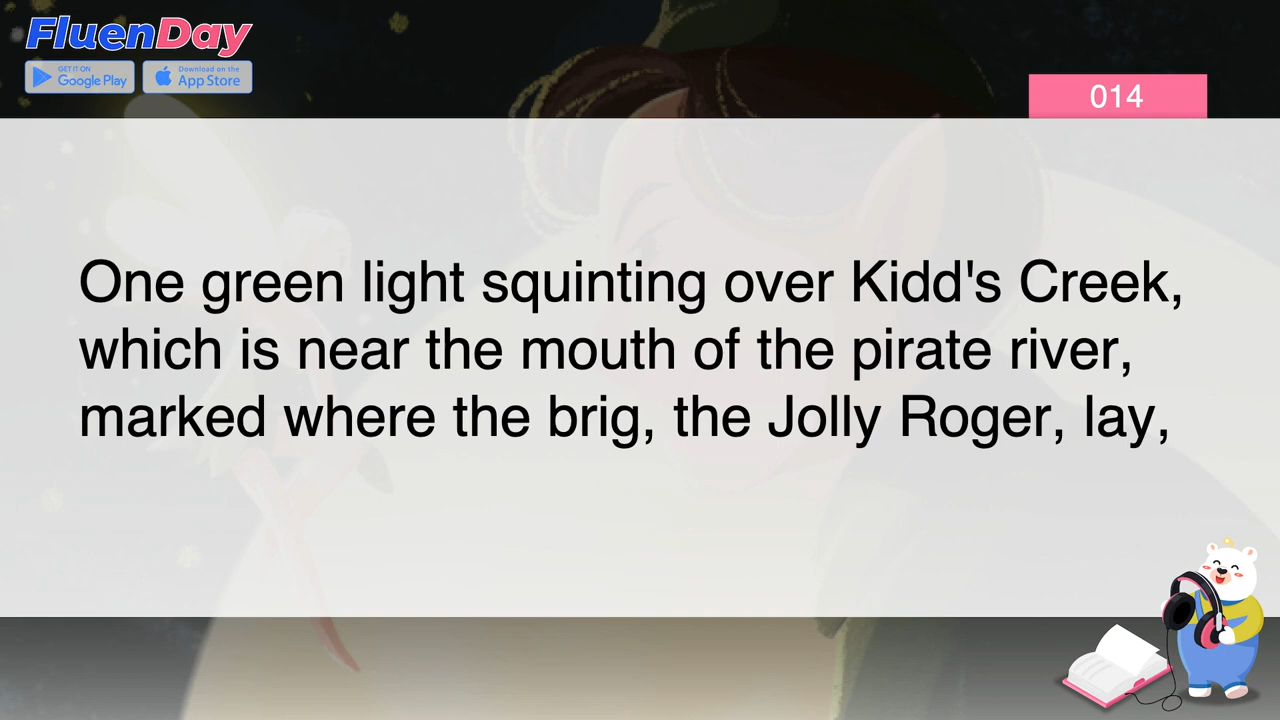 FluenDay
GET IT ON
Google Play
Download on the
App Store
014
One green light squinting over Kidd's Creek,
which is near the mouth of the pirate river,
marked where the brig, the Jolly Roger, lay,